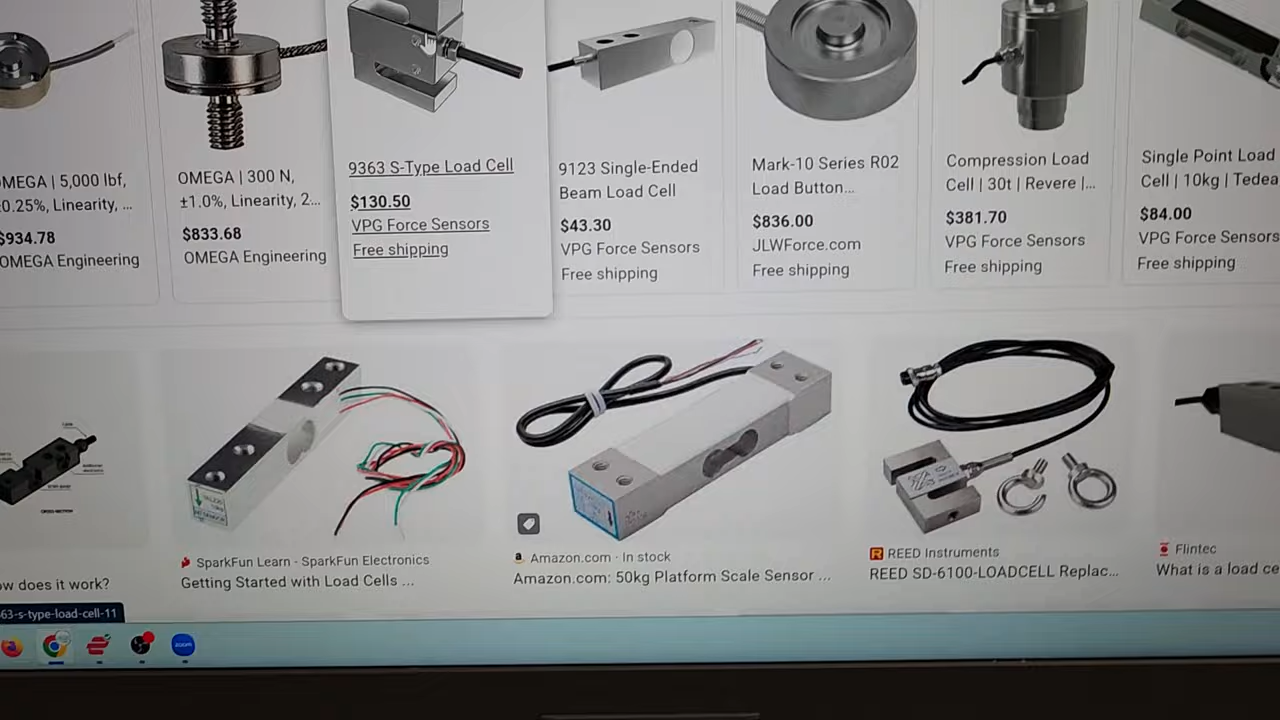 OMEGA | 5,000 lbf,
±0.25%, Linearity, ...
$934.78
OMEGA Engineering
OMEGA | 300 N,
±1.0%, Linearity, 2...
$833.68
OMEGA Engineering
9363 S-Type Load Cell
$130.50
VPG Force Sensors
Free shipping
9123 Single-Ended
Beam Load Cell
$43.30
VPG Force Sensors
Free shipping
Mark-10 Series R02
Load Button...
$836.00
JLWForce.com
Free shipping
Compression Load
Cell | 30t | Revere |...
$381.70
VPG Force Sensors
Free shipping
Single Point Load
Cell | 10kg | Tedea
$84.00
VPG Force Sensors
Free shipping
ow does it work?
SparkFun Learn · SparkFun Electronics
Getting Started with Load Cells ...
Amazon.com · In stock
Amazon.com: 50kg Platform Scale Sensor ...
REED Instruments
REED SD-6100-LOADCELL Replac...
Flintec
What is a load ce
63-s-type-load-cell-11
zoom